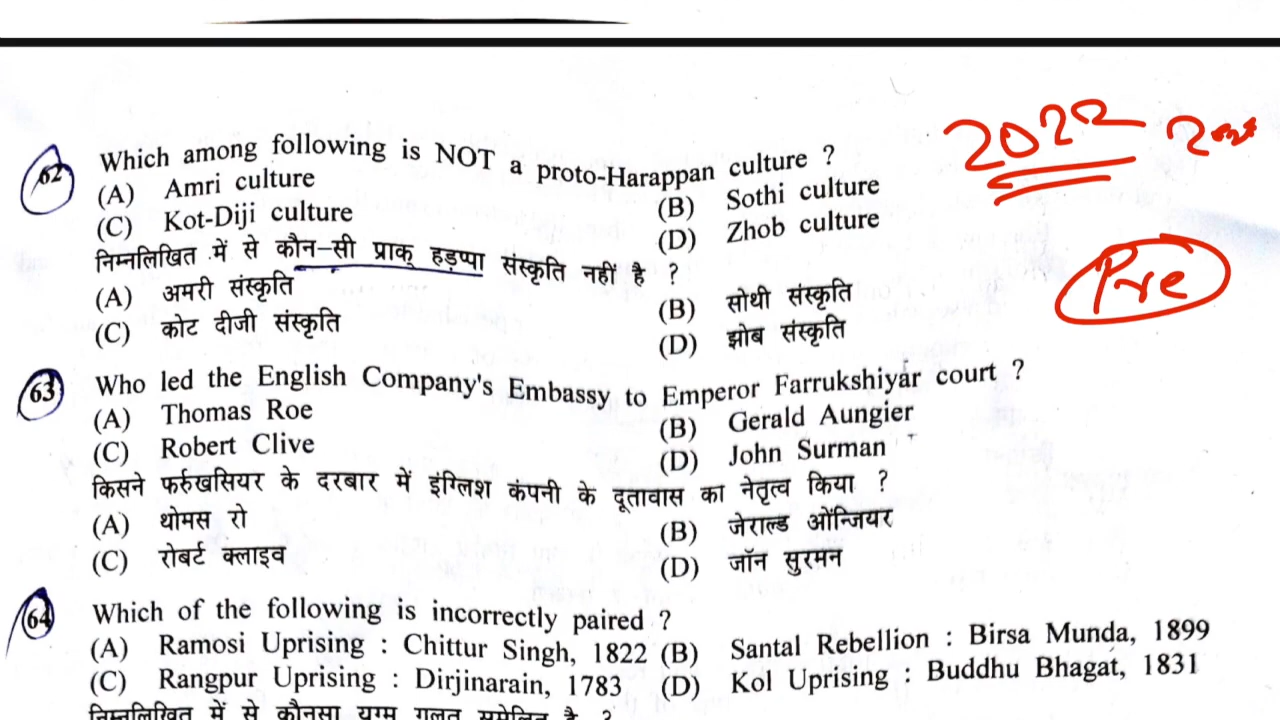 2022
Pre
62 Which among following is NOT a proto-Harappan culture ?
(A) Amri culture (B) Sothi culture
(C) Kot-Diji culture (D) Zhob culture
निम्नलिखित में से कौन-सी प्राक् हड़प्पा संस्कृति नहीं है ?
(A) अमरी संस्कृति (B) सोथी संस्कृति
(C) कोट दीजी संस्कृति (D) झोब संस्कृति
63 Who led the English Company's Embassy to Emperor Farrukshiyar court ?
(A) Thomas Roe (B) Gerald Aungier
(C) Robert Clive (D) John Surman
किसने फर्रुखसियर के दरबार में इंग्लिश कंपनी के दूतावास का नेतृत्व किया ?
(A) थोमस रो (B) जेराल्ड ओंन्जियर
(C) रोबर्ट क्लाइव (D) जॉन सुरमन
64 Which of the following is incorrectly paired ?
(A) Ramosi Uprising : Chittur Singh, 1822 (B) Santal Rebellion : Birsa Munda, 1899
(C) Rangpur Uprising : Dirjinarain, 1783 (D) Kol Uprising : Buddhu Bhagat, 1831
निम्नलिखित में से कौनसा युग्म गलत सुमेलित है ?